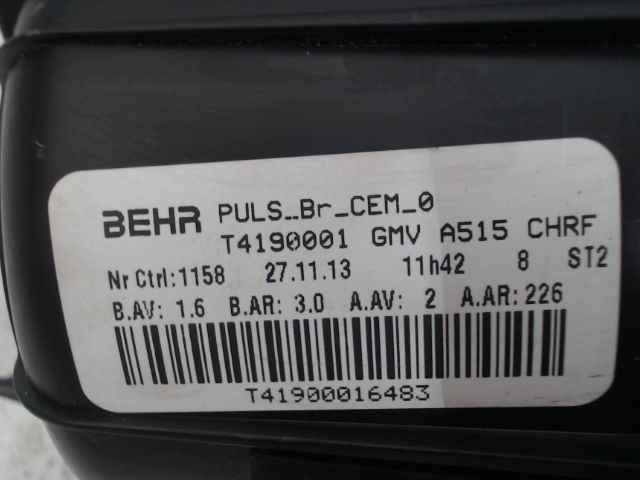 BEHR PULS_Br_CEM_0
T4190001 GMV A515 CHRF
Nr Ctrl:1158 27.11.13 11h42 8 ST2
B.AV: 1.6 B.AR: 3.0 A.AV: 2 A.AR: 226
T41900016483